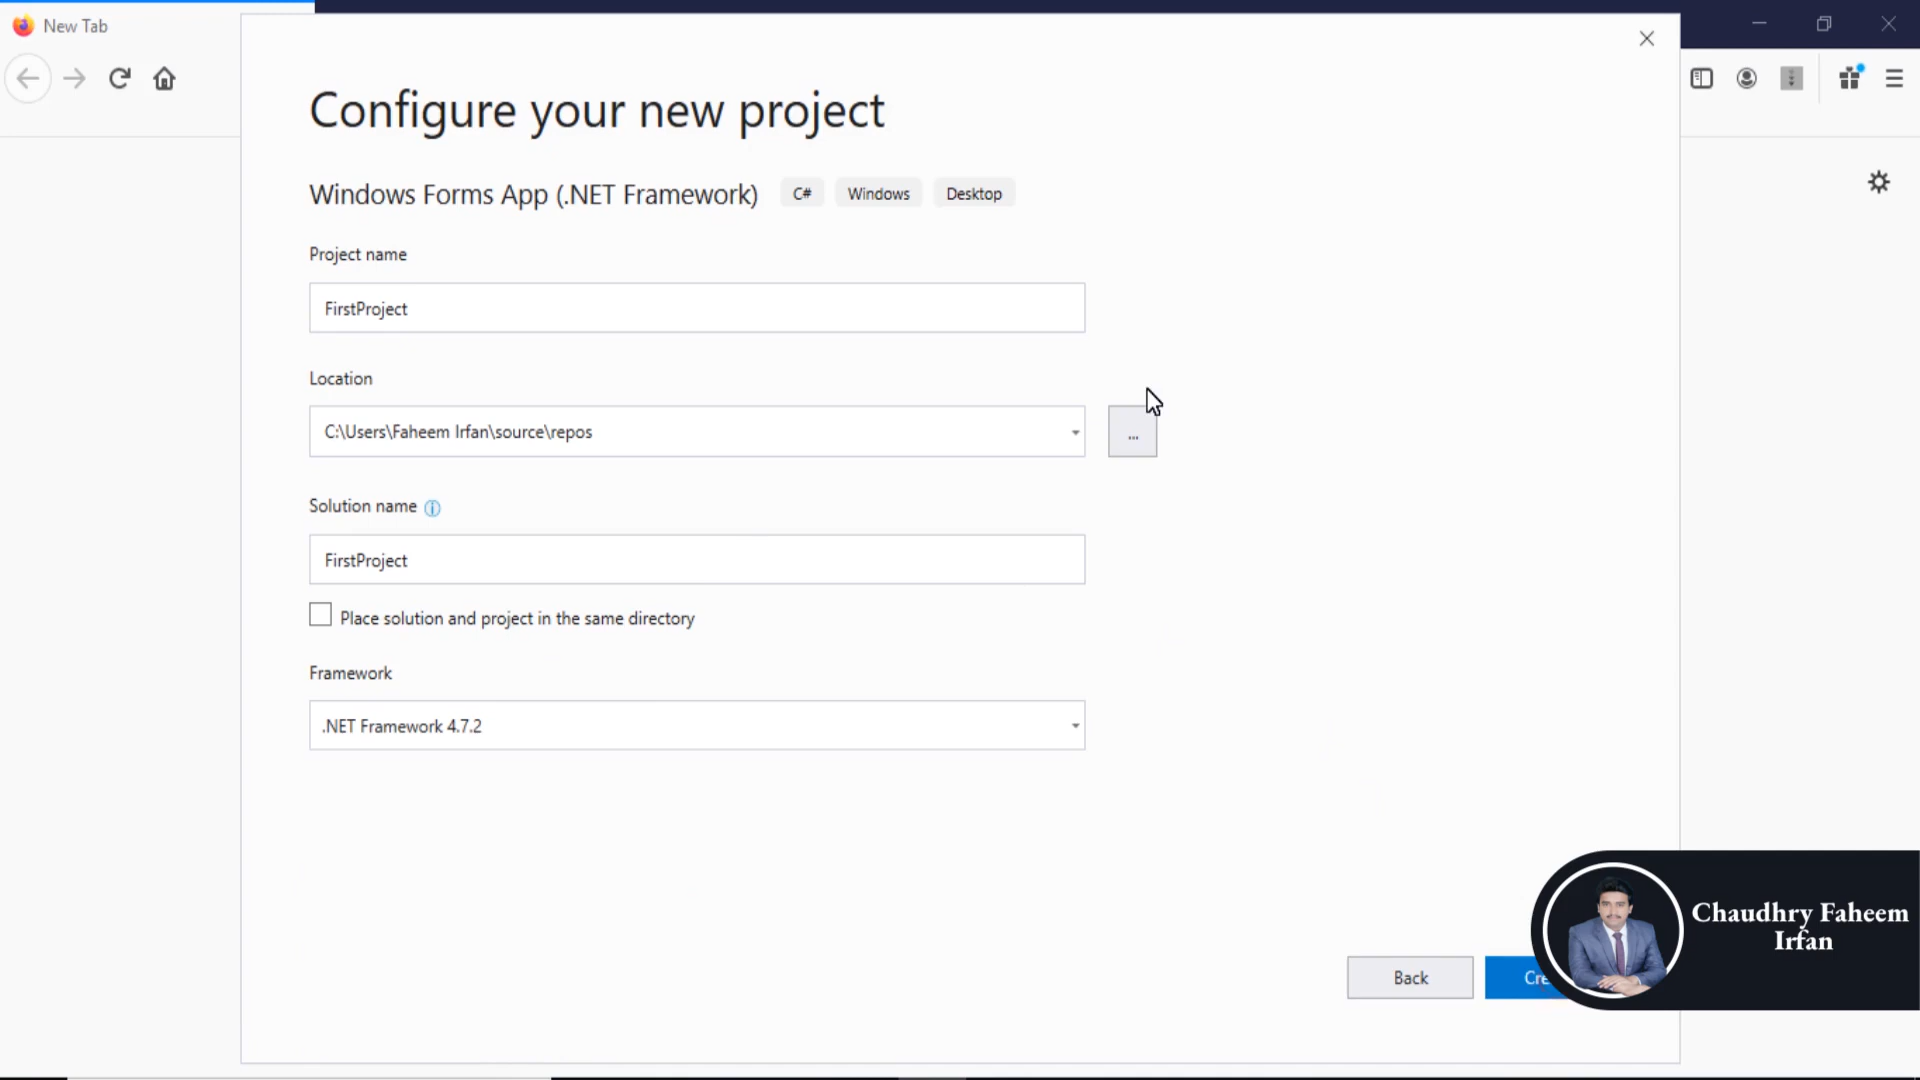 New Tab
Configure your new project
Windows Forms App (.NET Framework) C# Windows Desktop
Project name
FirstProject
Location
C:\Users\Faheem Irfan\source\repos
...
Solution name
FirstProject
Place solution and project in the same directory
Framework
.NET Framework 4.7.2
Chaudhry Faheem
Irfan
Back
Cre